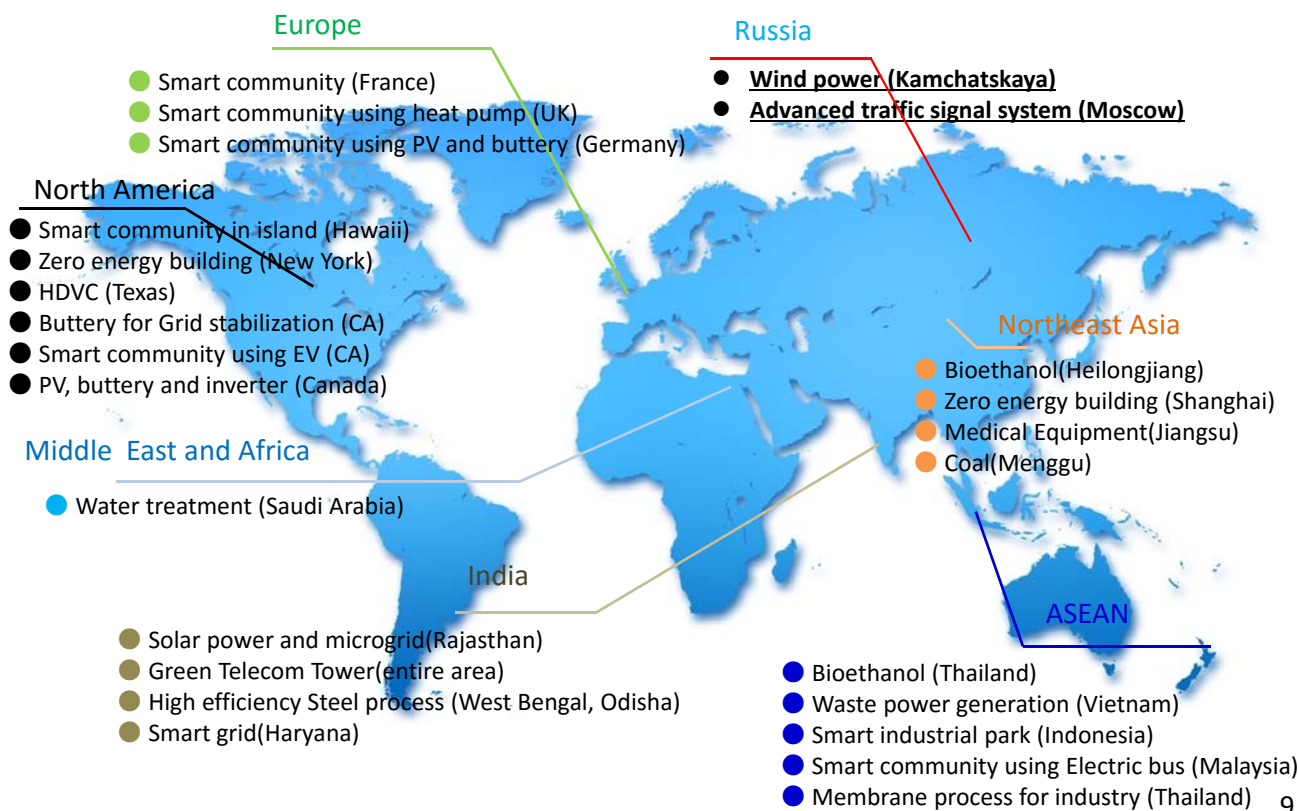 Europe
● Smart community (France)
● Smart community using heat pump (UK)
● Smart community using PV and buttery (Germany)
Russia
● Wind power (Kamchatskaya)
● Advanced traffic signal system (Moscow)
North America
● Smart community in island (Hawaii)
● Zero energy building (New York)
● HDVC (Texas)
● Buttery for Grid stabilization (CA)
● Smart community using EV (CA)
● PV, buttery and inverter (Canada)
Northeast Asia
● Bioethanol(Heilongjiang)
● Zero energy building (Shanghai)
● Medical Equipment(Jiangsu)
● Coal(Menggu)
Middle East and Africa
● Water treatment (Saudi Arabia)
India
● Solar power and microgrid(Rajasthan)
● Green Telecom Tower(entire area)
● High efficiency Steel process (West Bengal, Odisha)
● Smart grid(Haryana)
ASEAN
● Bioethanol (Thailand)
● Waste power generation (Vietnam)
● Smart industrial park (Indonesia)
● Smart community using Electric bus (Malaysia)
● Membrane process for industry (Thailand)
9